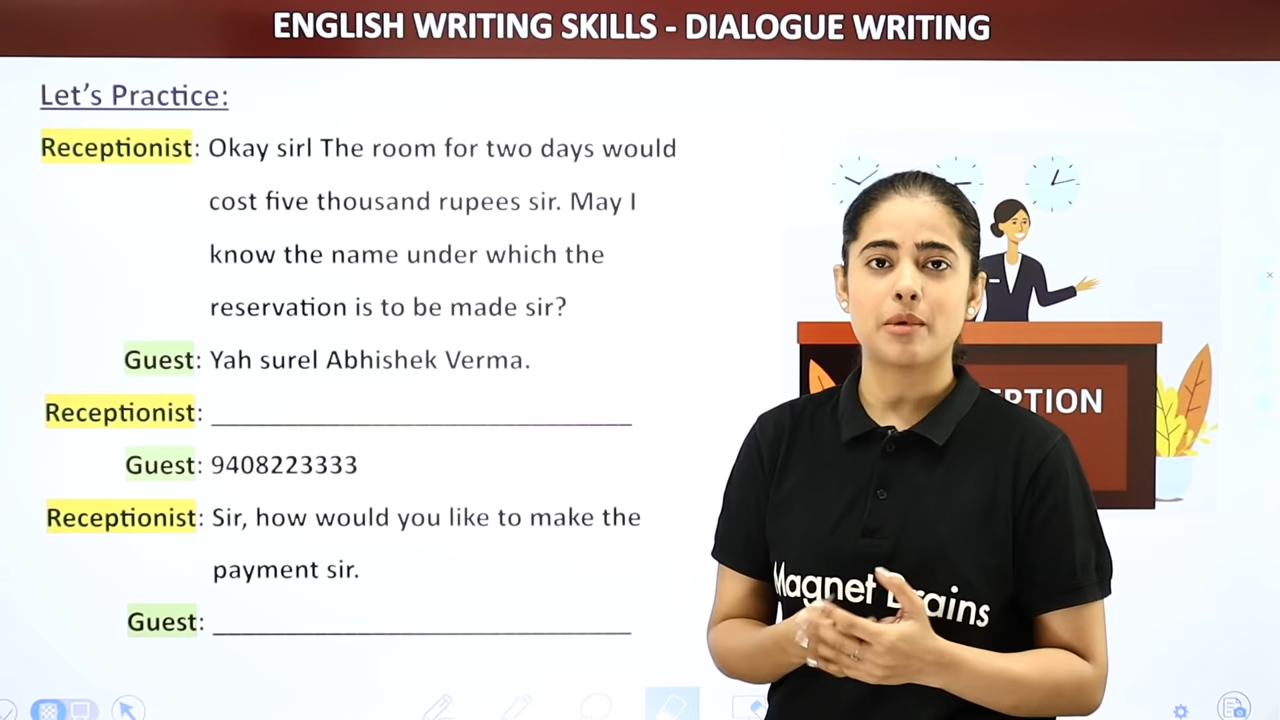 ENGLISH WRITING SKILLS - DIALOGUE WRITING
Let's Practice:
Receptionist: Okay sirl The room for two days would
cost five thousand rupees sir. May I
know the name under which the
reservation is to be made sir?
Guest: Yah surel Abhishek Verma.
Receptionist: ______________________________
Guest: 9408223333
Receptionist: Sir, how would you like to make the
payment sir.
Guest: ______________________________
PTION
Magnet Brains